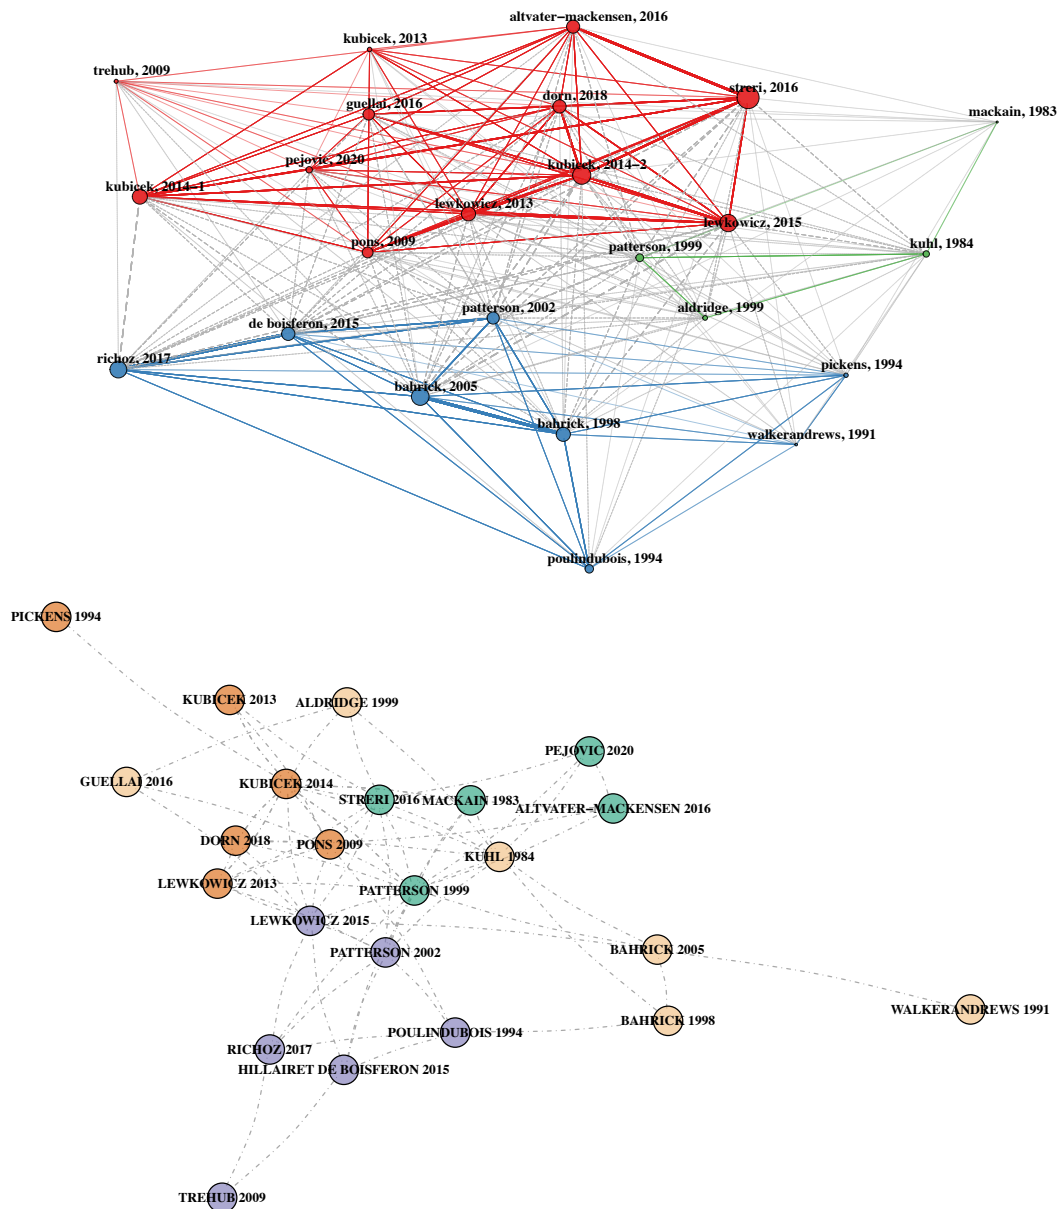 altvater−mackensen, 2016
kubicek, 2013
trehub, 2009
streri, 2016
dorn, 2018
guellai, 2016
mackain, 1983
pejovic, 2020
kubicek, 2014−2
kubicek, 2014−1
lewkowicz, 2013
lewkowicz, 2015
pons, 2009
patterson, 1999
kuhl, 1984
patterson, 2002
aldridge, 1999
de boisferon, 2015
richoz, 2017
pickens, 1994
bahrick, 2005
bahrick, 1998
walkerandrews, 1991
poulindubois, 1994
PICKENS 1994
KUBICEK 2013
ALDRIDGE 1999
PEJOVIC 2020
GUELLAI 2016
KUBICEK 2014
STRERI 2016
MACKAIN 1983
ALTVATER−MACKENSEN 2016
DORN 2018
PONS 2009
KUHL 1984
LEWKOWICZ 2013
PATTERSON 1999
LEWKOWICZ 2015
PATTERSON 2002
BAHRICK 2005
WALKERANDREWS 1991
BAHRICK 1998
POULINDUBOIS 1994
RICHOZ 2017
HILLAIRET DE BOISFERON 2015
TREHUB 2009